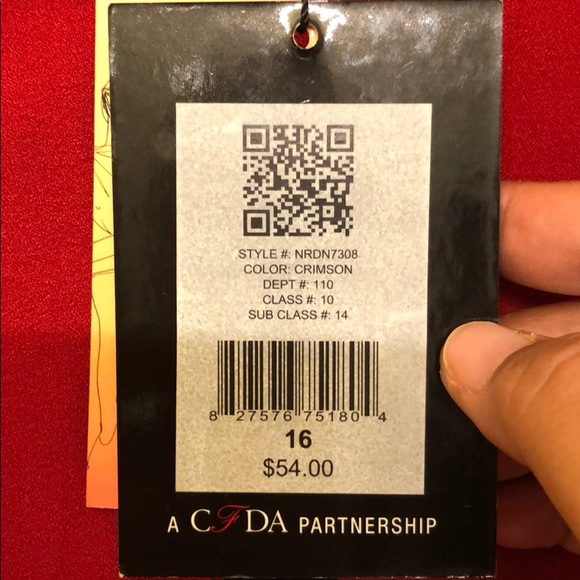 STYLE #: NRDN7308
COLOR: CRIMSON
DEPT #: 110
CLASS #: 10
SUB CLASS #: 14
8 27576 75180 4
16
$54.00
A CFDA PARTNERSHIP